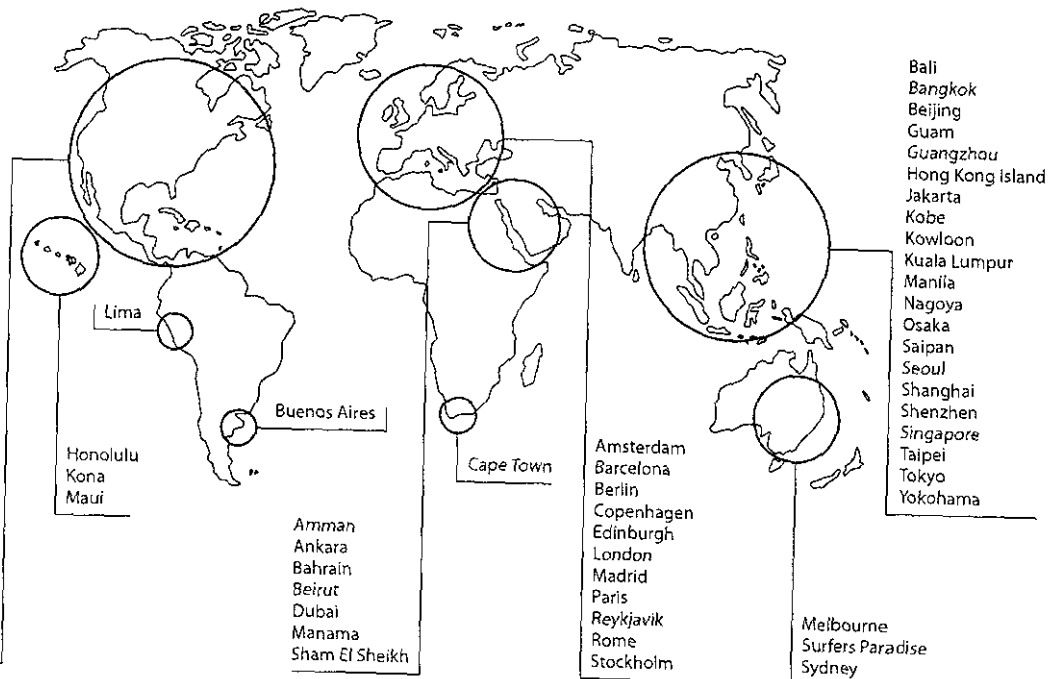 Bali
Bangkok
Beijing
Guam
Guangzhou
Hong Kong island
Jakarta
Kobe
Kowloon
Kuala Lumpur
Manila
Nagoya
Osaka
Saipan
Seoul
Shanghai
Shenzhen
Singapore
Taipei
Tokyo
Yokohama
Lima
Buenos Aires
Honolulu
Kona
Maui
Cape Town
Amman
Ankara
Bahrain
Beirut
Dubai
Manama
Sham El Sheikh
Amsterdam
Barcelona
Berlin
Copenhagen
Edinburgh
London
Madrid
Paris
Reykjavik
Rome
Stockholm
Melbourne
Surfers Paradise
Sydney